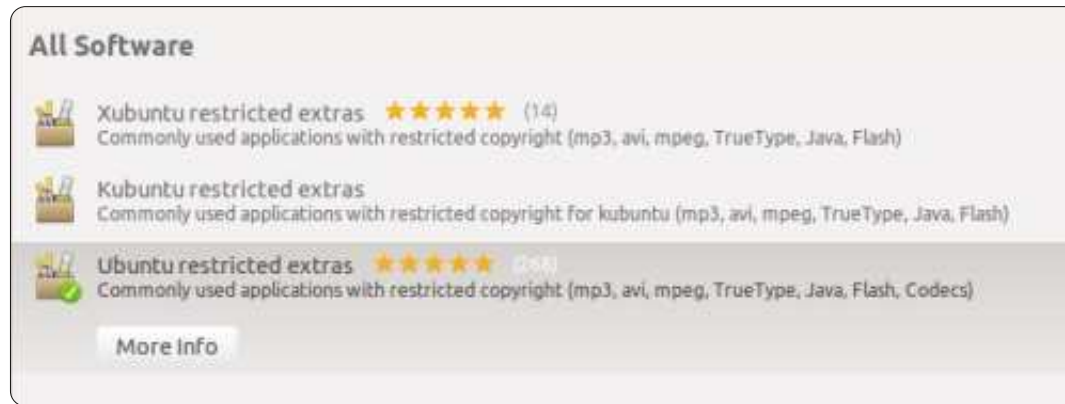 All Software
Xubuntu restricted extras (14)
Commonly used applications with restricted copyright (mp3, avi, mpeg, TrueType, Java, Flash)
Kubuntu restricted extras
Commonly used applications with restricted copyright for kubuntu (mp3, avi, mpeg, TrueType, Java, Flash)
Ubuntu restricted extras
Commonly used applications with restricted copyright (mp3, avi, mpeg, TrueType, Java, Flash, Codecs)
More Info